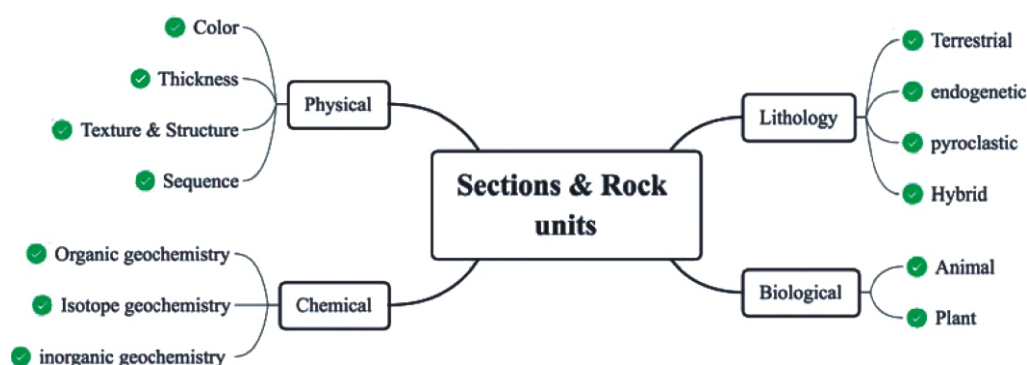 Color
Thickness
Texture & Structure
Sequence
Physical
Organic geochemistry
Isotope geochemistry
inorganic geochemistry
Chemical
Sections & Rock
units
Lithology
Terrestrial
endogenetic
pyroclastic
Hybrid
Biological
Animal
Plant